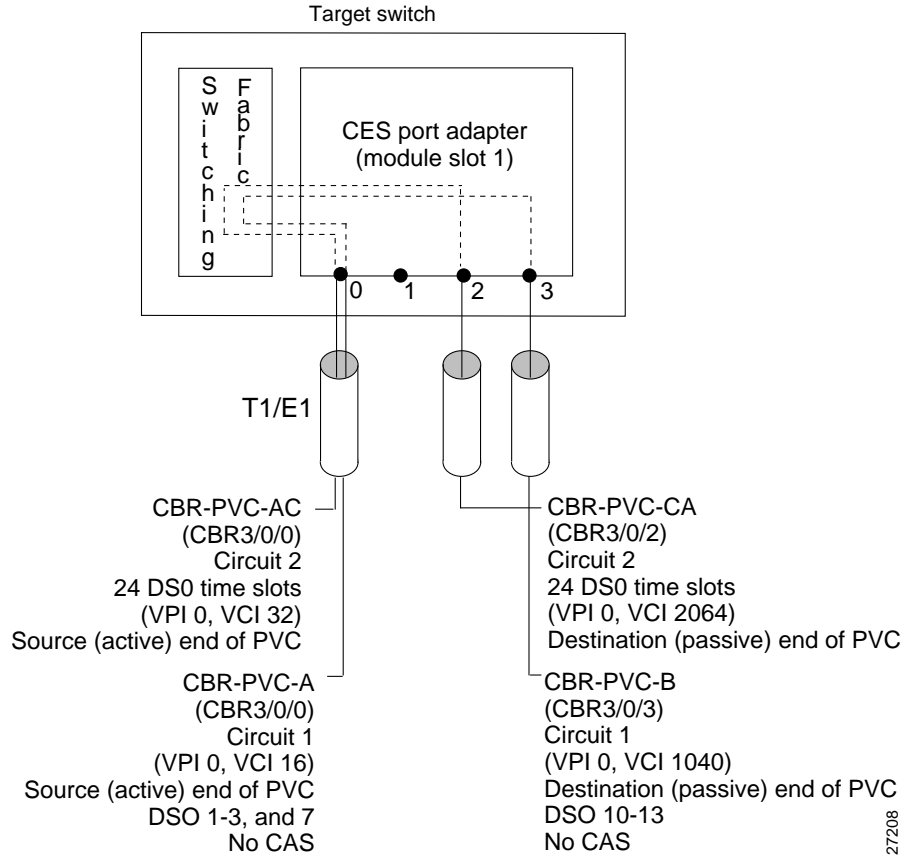 Target switch
Switching
Fabric
CES port adapter
(module slot 1)
0 1 2 3
T1/E1
CBR-PVC-AC
(CBR3/0/0)
Circuit 2
24 DS0 time slots
(VPI 0, VCI 32)
Source (active) end of PVC
CBR-PVC-CA
(CBR3/0/2)
Circuit 2
24 DS0 time slots
(VPI 0, VCI 2064)
Destination (passive) end of PVC
CBR-PVC-A
(CBR3/0/0)
Circuit 1
(VPI 0, VCI 16)
Source (active) end of PVC
DSO 1-3, and 7
No CAS
CBR-PVC-B
(CBR3/0/3)
Circuit 1
(VPI 0, VCI 1040)
Destination (passive) end of PVC
DSO 10-13
No CAS
27208